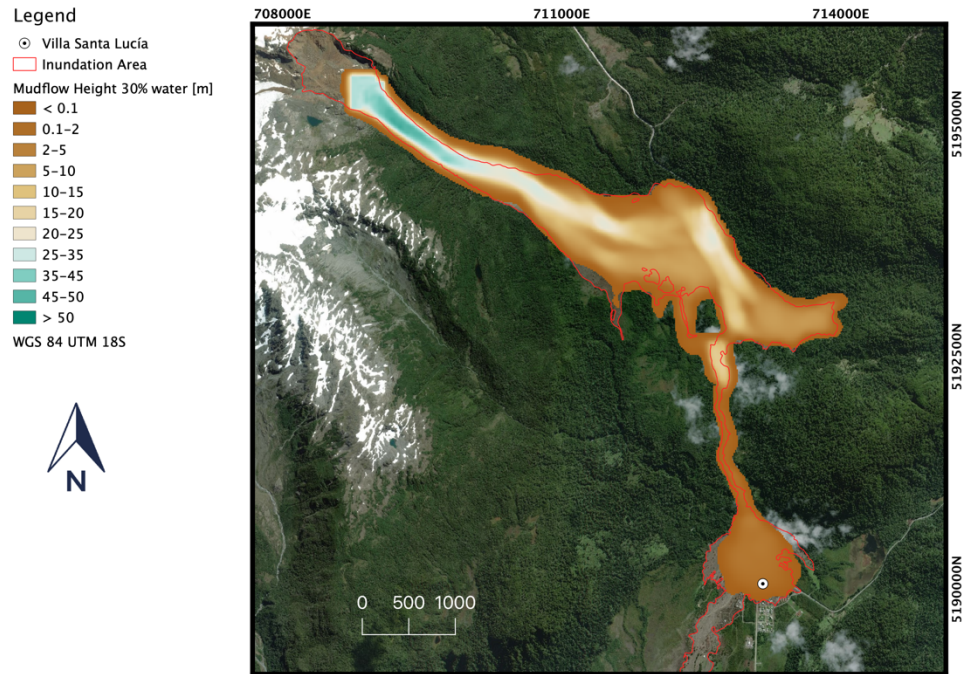 Legend
Villa Santa Lucía
Inundation Area
Mudflow Height 30% water [m]
< 0.1
0.1-2
2-5
5-10
10-15
15-20
20-25
25-35
35-45
45-50
> 50
WGS 84 UTM 18S
N
708000E 711000E 714000E
5195000N
5192500N
5190000N
0 500 1000